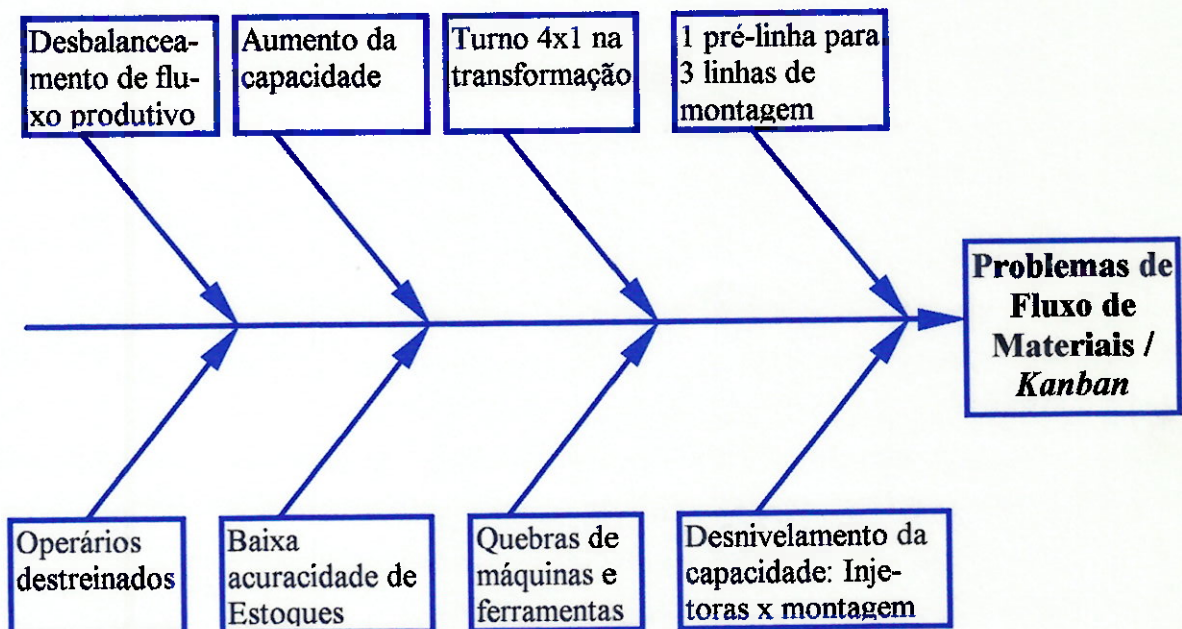 Desbalancea-
mento de flu-
xo produtivo
Aumento da
capacidade
Turno 4x1 na
transformação
1 pré-linha para
3 linhas de
montagem
Problemas de
Fluxo de
Materiais /
Kanban
Operários
destreinados
Baixa
acuracidade de
Estoques
Quebras de
máquinas e
ferramentas
Desnivelamento da
capacidade: Inje-
toras x montagem